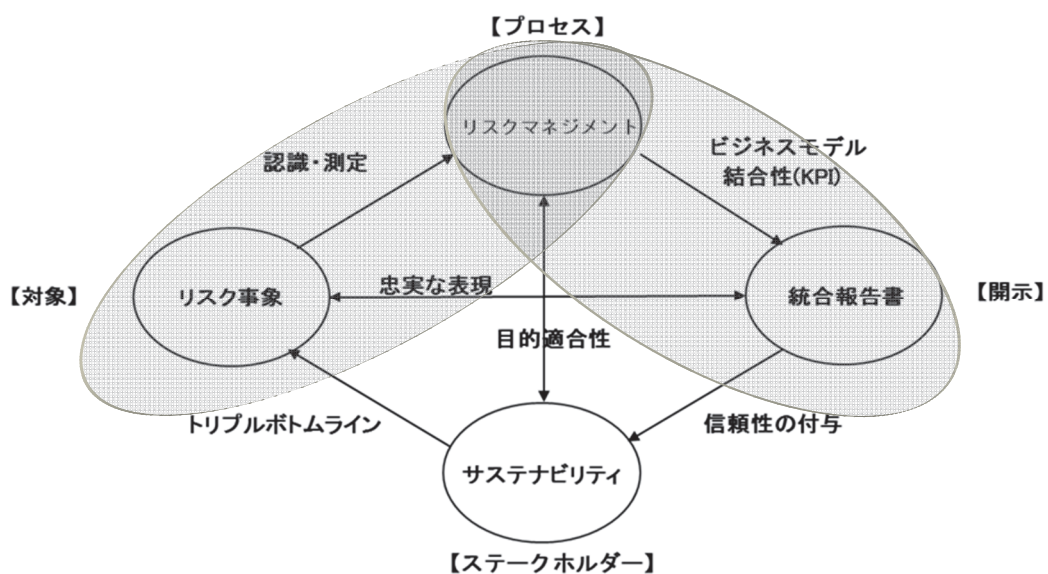 【プロセス】
リスクマネジメント
認識・測定
ビジネスモデル
結合性(KPI)
【対象】
リスク事象
忠実な表現
統合報告書
【開示】
目的適合性
トリプルボトムライン
信頼性の付与
サステナビリティ
【ステークホルダー】